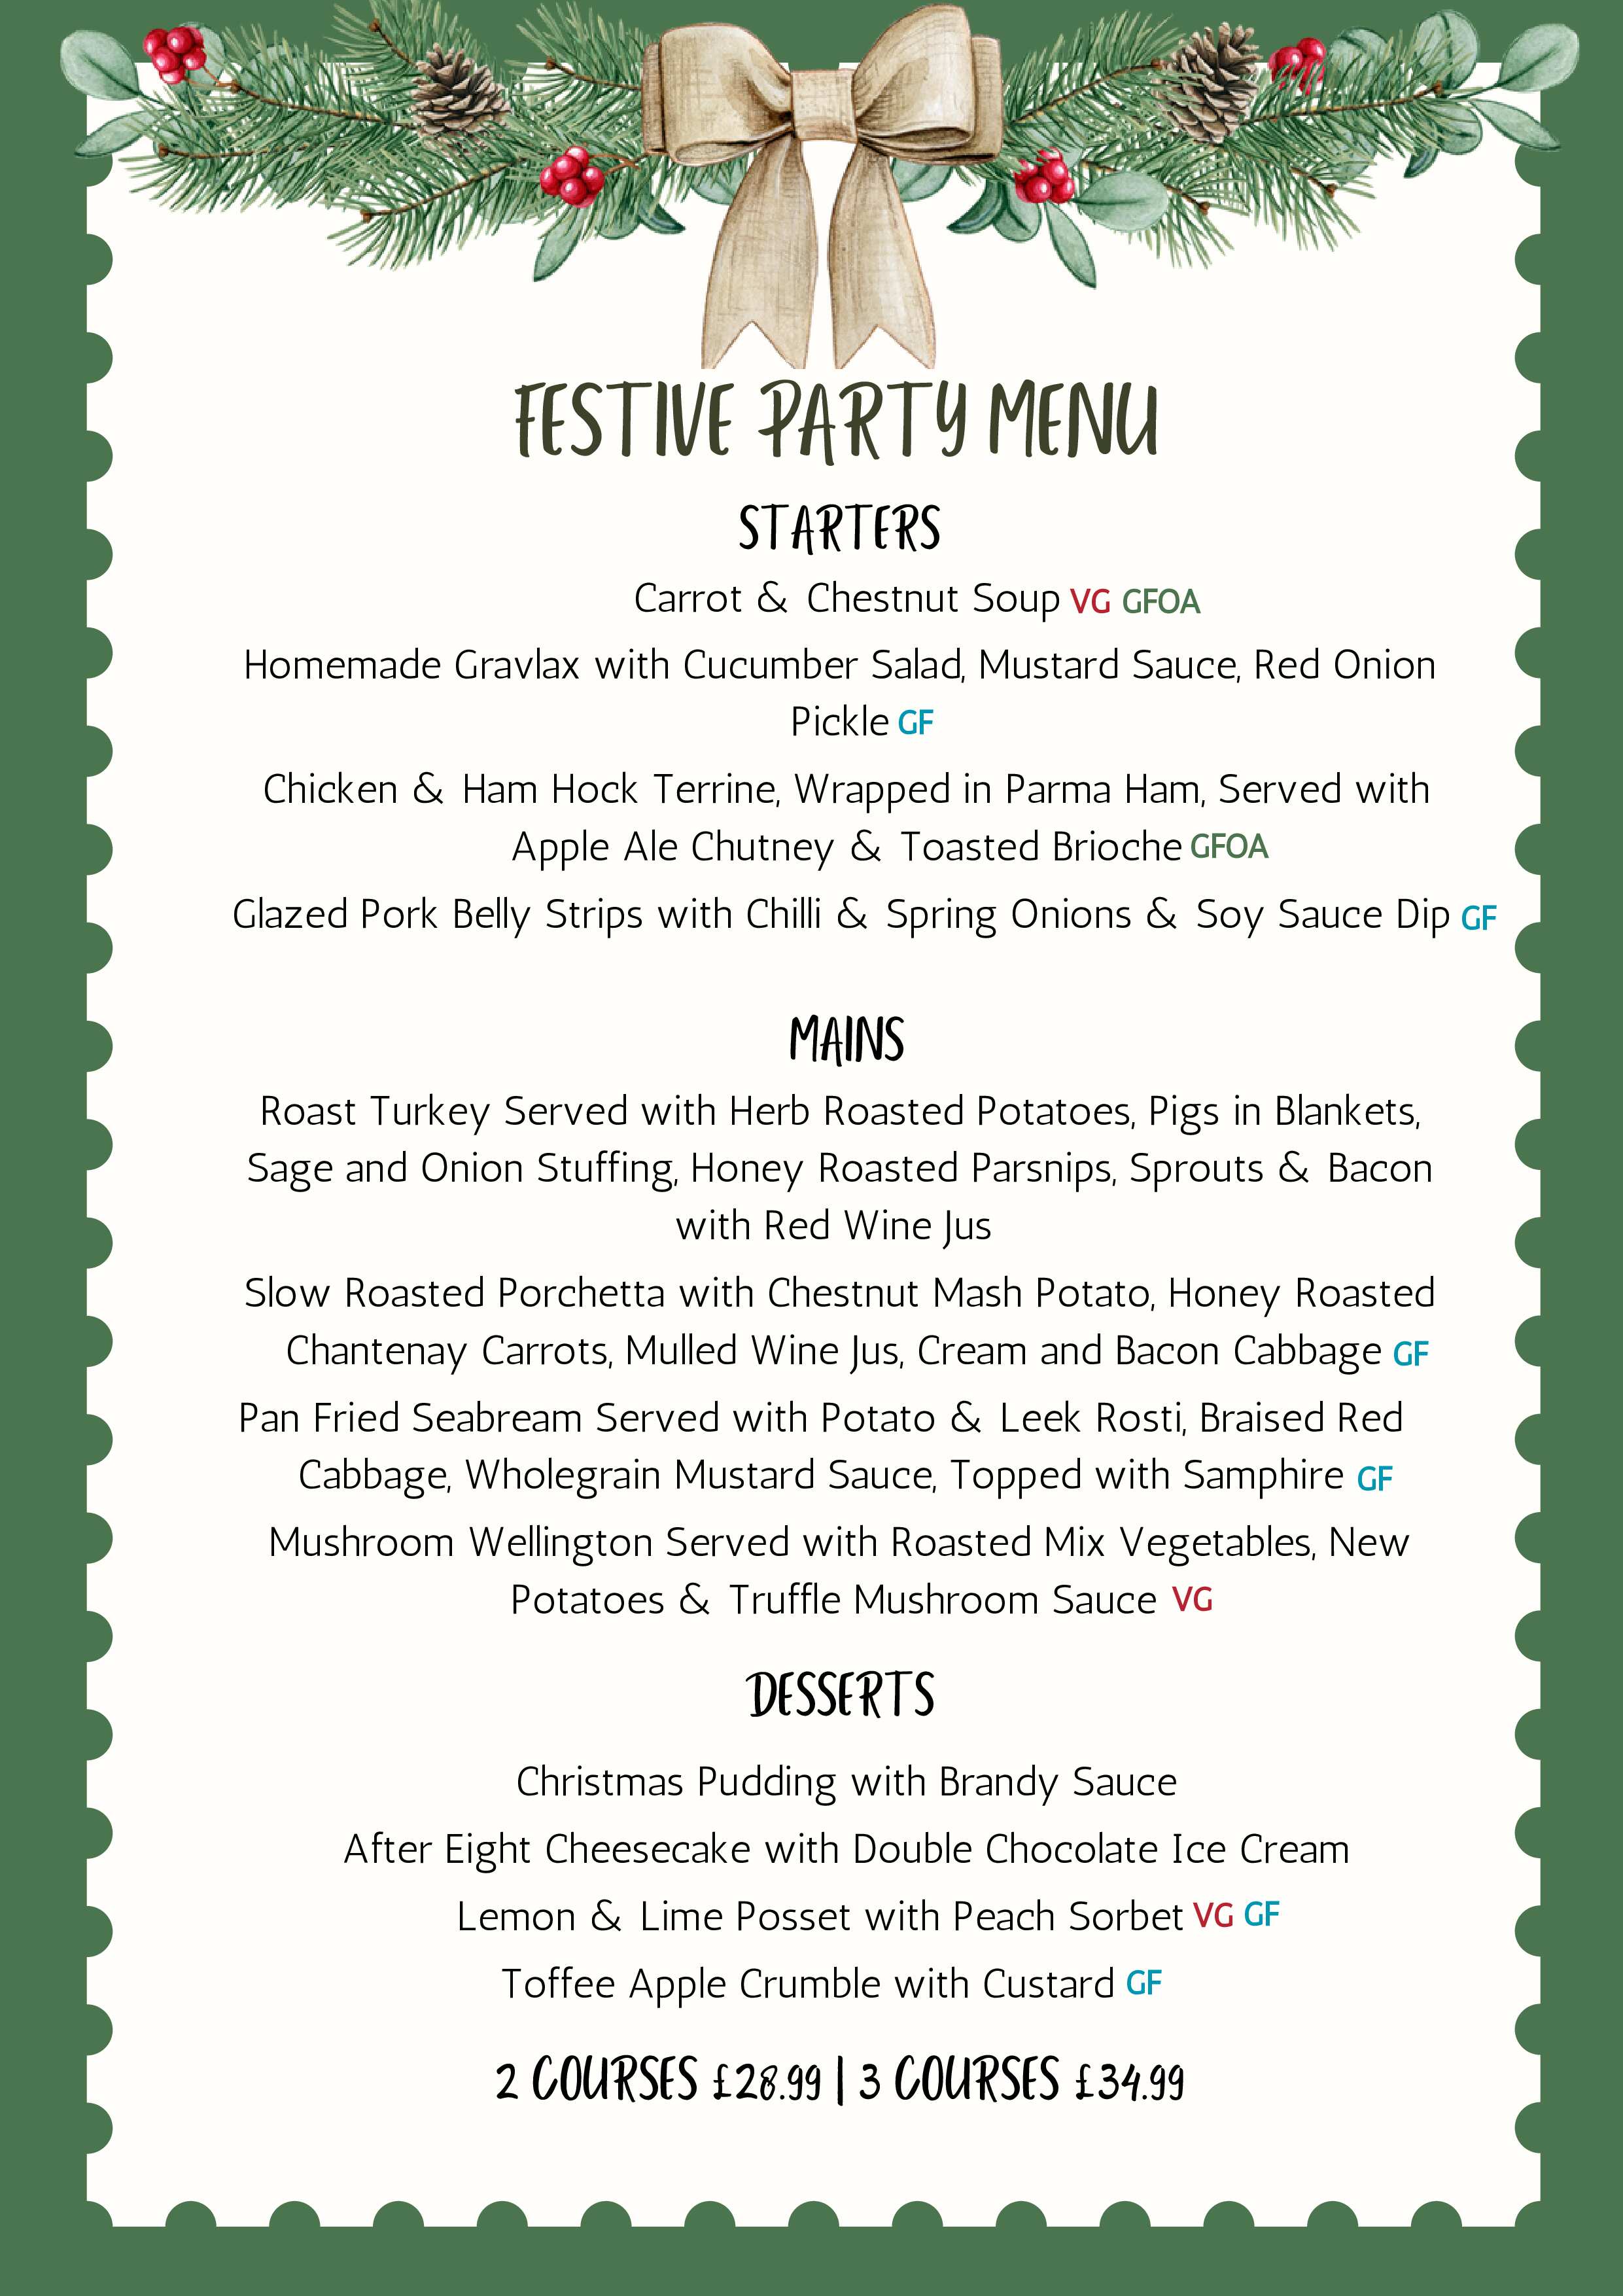 FESTIVE PARTY MENU
STARTERS
Carrot & Chestnut Soup VG GFOA
Homemade Gravlax with Cucumber Salad, Mustard Sauce, Red Onion
Pickle GF
Chicken & Ham Hock Terrine, Wrapped in Parma Ham, Served with
Apple Ale Chutney & Toasted Brioche GFOA
Glazed Pork Belly Strips with Chilli & Spring Onions & Soy Sauce Dip GF
MAINS
Roast Turkey Served with Herb Roasted Potatoes, Pigs in Blankets,
Sage and Onion Stuffing, Honey Roasted Parsnips, Sprouts & Bacon
with Red Wine Jus
Slow Roasted Porchetta with Chestnut Mash Potato, Honey Roasted
Chantenay Carrots, Mulled Wine Jus, Cream and Bacon Cabbage GF
Pan Fried Seabream Served with Potato & Leek Rosti, Braised Red
Cabbage, Wholegrain Mustard Sauce, Topped with Samphire GF
Mushroom Wellington Served with Roasted Mix Vegetables, New
Potatoes & Truffle Mushroom Sauce VG
DESSERTS
Christmas Pudding with Brandy Sauce
After Eight Cheesecake with Double Chocolate Ice Cream
Lemon & Lime Posset with Peach Sorbet VG GF
Toffee Apple Crumble with Custard GF
2 COURSES £28.99 | 3 COURSES £34.99